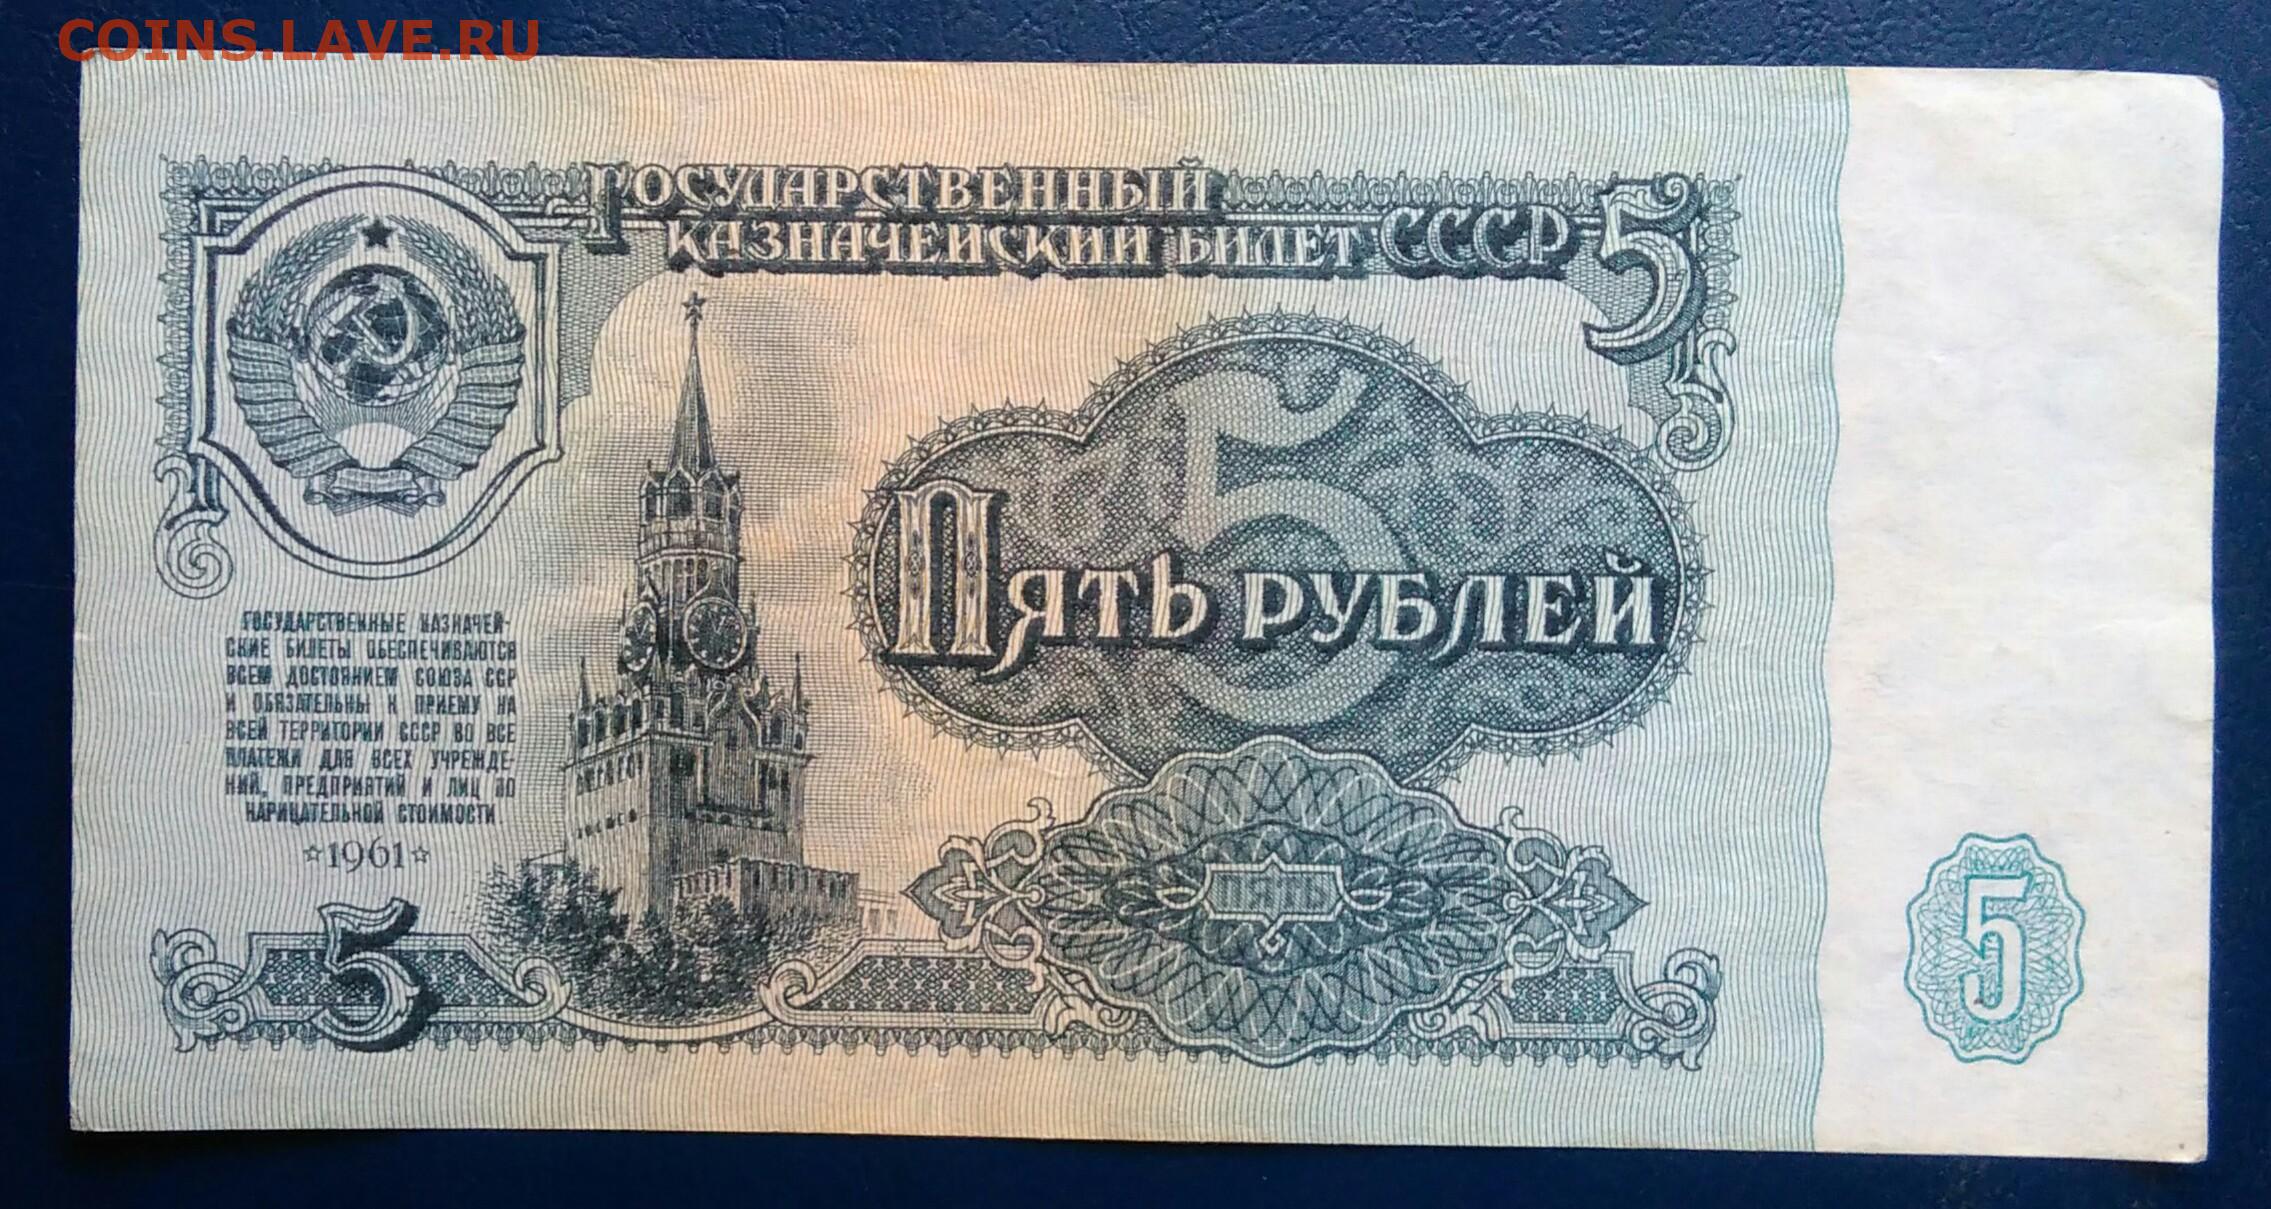 COINS.LAVE.RU
ГОСУДАРСТВЕННЫЙ
КАЗНАЧЕЙСКИЙ БИЛЕТ СССР
5
5
ПЯТЬ РУБЛЕЙ
ГОСУДАРСТВЕННЫЕ КАЗНАЧЕЙ-
СКИЕ БИЛЕТЫ ОБЕСПЕЧИВАЮТСЯ
ВСЕМ ДОСТОЯНИЕМ СОЮЗА ССР
И ОБЯЗАТЕЛЬНЫ К ПРИЕМУ НА
ВСЕЙ ТЕРРИТОРИИ СССР ВО ВСЕ
ПЛАТЕЖИ ДЛЯ ВСЕХ УЧРЕЖДЕ-
НИЙ, ПРЕДПРИЯТИЙ И ЛИЦ ПО
НАРИЦАТЕЛЬНОЙ СТОИМОСТИ
☆1961☆
5
ПЯТЬ
5